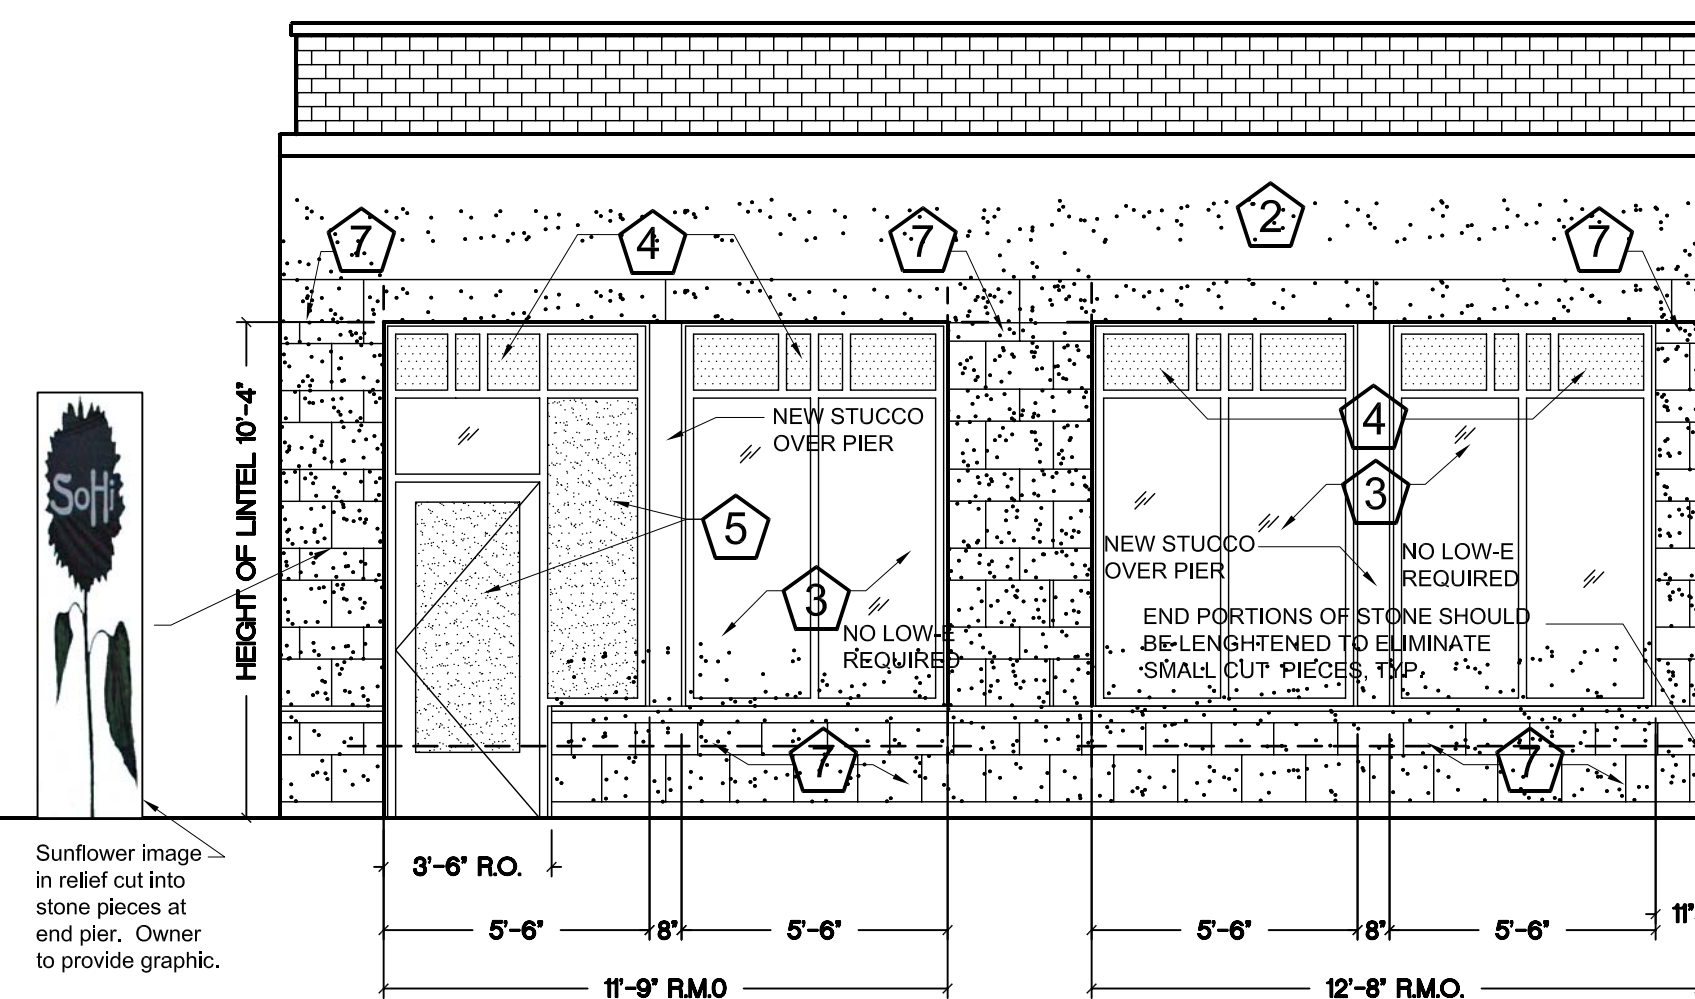 7
4
7
2
7
HEIGHT OF LINTEL 10'-4"
SoHi
NEW STUCCO
OVER PIER
4
3
5
NEW STUCCO
OVER PIER
NO LOW-E
REQUIRED
3
NO LOW-E
REQUIRED
END PORTIONS OF STONE SHOULD
BE LENGHTENED TO ELIMINATE
SMALL CUT PIECES, TYP.
7
7
Sunflower image
in relief cut into
stone pieces at
end pier. Owner
to provide graphic.
3'-6" R.O.
5'-6" 8" 5'-6"
5'-6" 8" 5'-6"
11'
11'-9" R.M.0
12'-8" R.M.O.